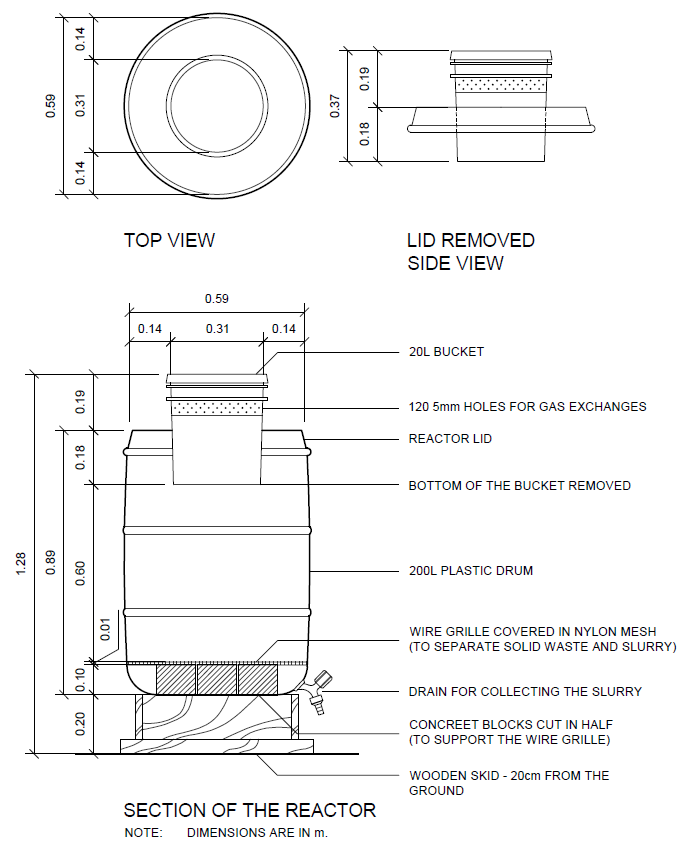 0.14
0.59
0.31
0.14
TOP VIEW
0.19
0.37
0.18
LID REMOVED
SIDE VIEW
0.59
0.14
0.31
0.14
20L BUCKET
0.19
120 5mm HOLES FOR GAS EXCHANGES
REACTOR LID
0.18
BOTTOM OF THE BUCKET REMOVED
1.28
0.89
0.60
200L PLASTIC DRUM
0.01
WIRE GRILLE COVERED IN NYLON MESH
(TO SEPARATE SOLID WASTE AND SLURRY)
0.10
DRAIN FOR COLLECTING THE SLURRY
0.20
CONCREET BLOCKS CUT IN HALF
(TO SUPPORT THE WIRE GRILLE)
WOODEN SKID - 20cm FROM THE
GROUND
SECTION OF THE REACTOR
NOTE: DIMENSIONS ARE IN m.